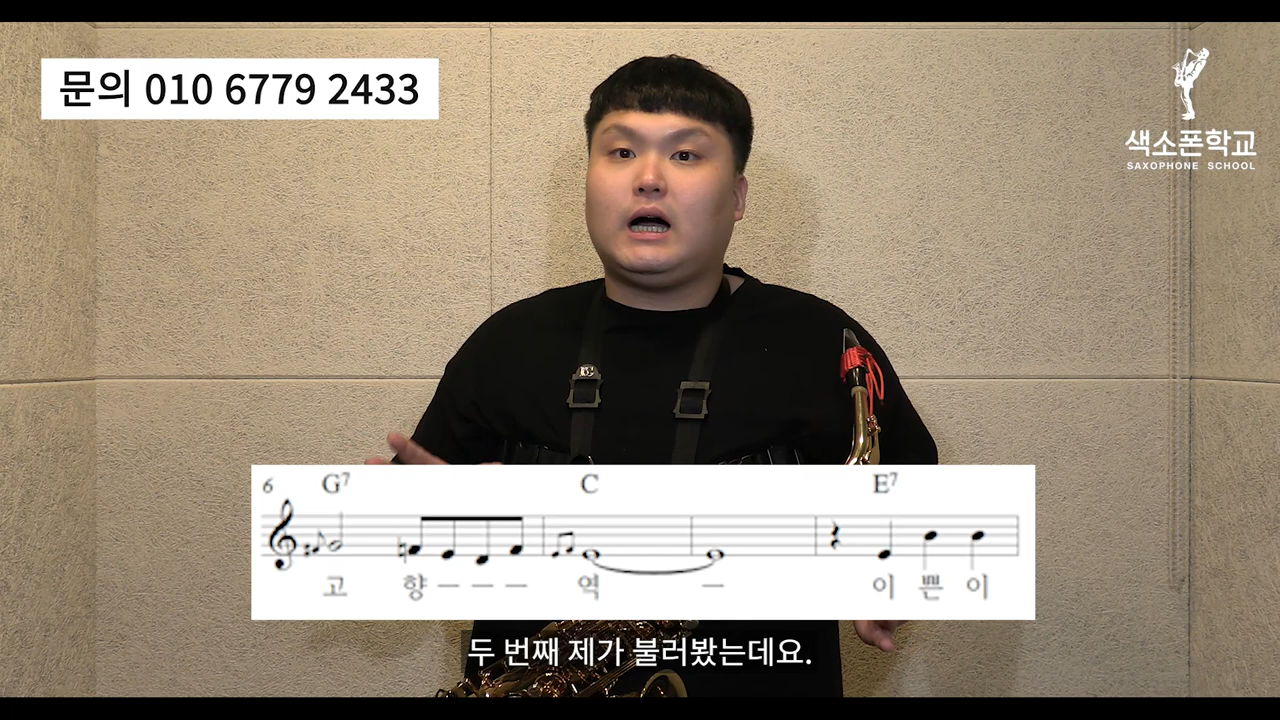 문의 010 6779 2433
색소폰학교
SAXOPHONE SCHOOL
6 G7 C E7
고 향 — — — 역 — 이 쁜 이
두 번째 제가 불러봤는데요.